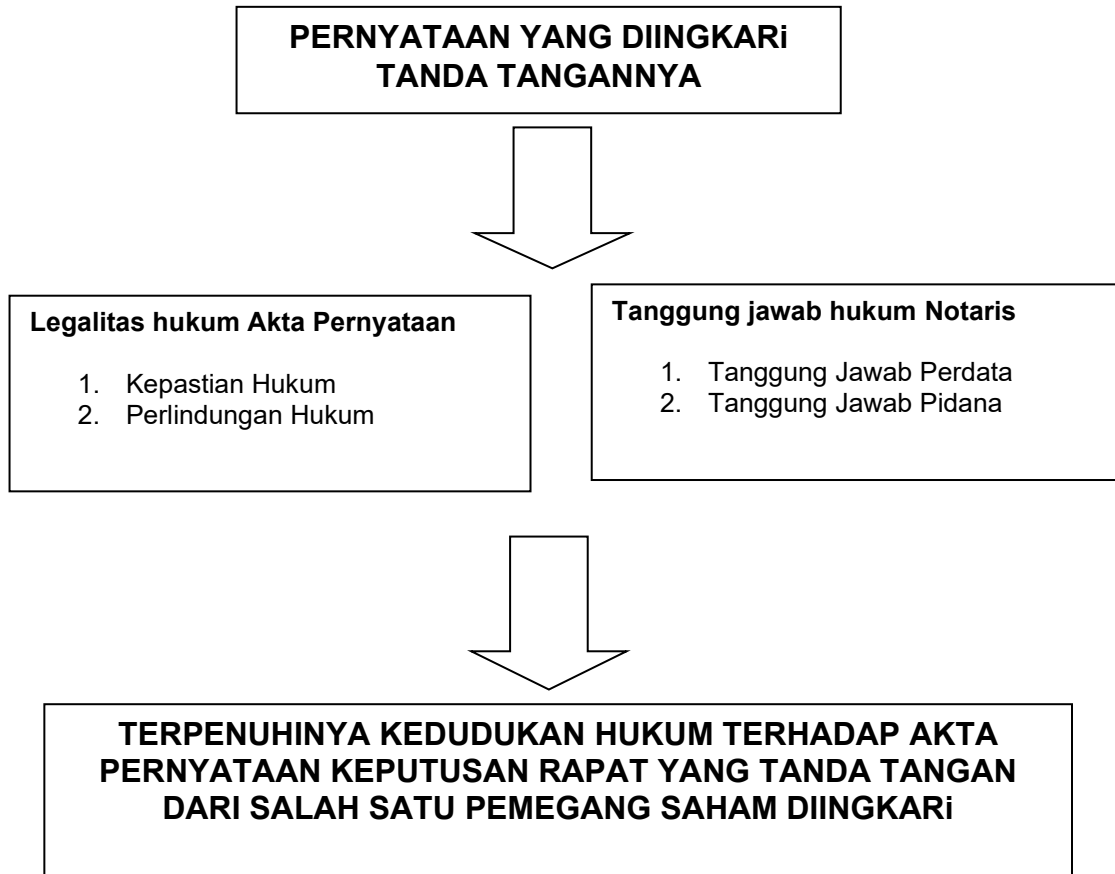 PERNYATAAN YANG DIINGKARi
TANDA TANGANNYA
Legalitas hukum Akta Pernyataan
1. Kepastian Hukum
2. Perlindungan Hukum
Tanggung jawab hukum Notaris
1. Tanggung Jawab Perdata
2. Tanggung Jawab Pidana
TERPENUHINYA KEDUDUKAN HUKUM TERHADAP AKTA
PERNYATAAN KEPUTUSAN RAPAT YANG TANDA TANGAN
DARI SALAH SATU PEMEGANG SAHAM DIINGKARi